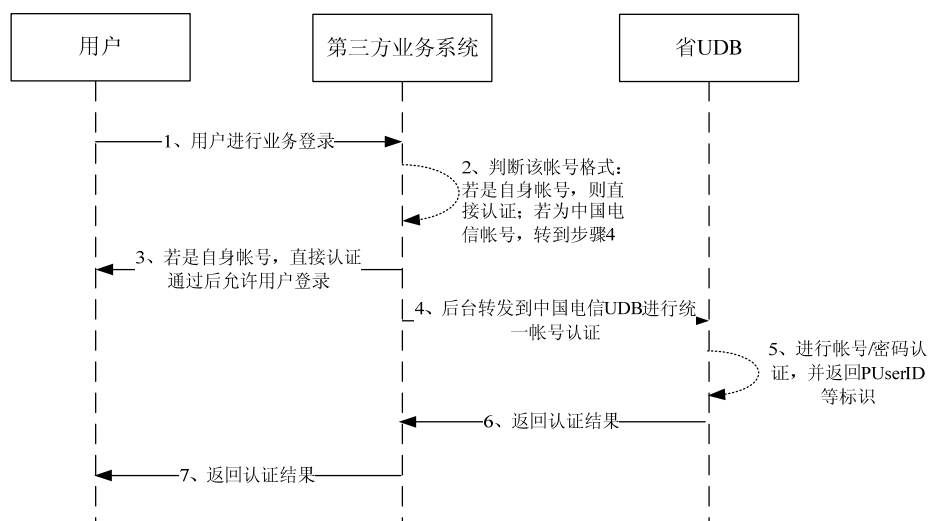 用户
第三方业务系统
省UDB
1、用户进行业务登录
2、判断该帐号格式：
若是自身帐号，则直
接认证；若为中国电
信帐号，转到步骤4
3、若是自身帐号，直接认证
通过后允许用户登录
4、后台转发到中国电信UDB进行统
一帐号认证
5、进行帐号/密码认
证，并返回PUserID
等标识
6、返回认证结果
7、返回认证结果